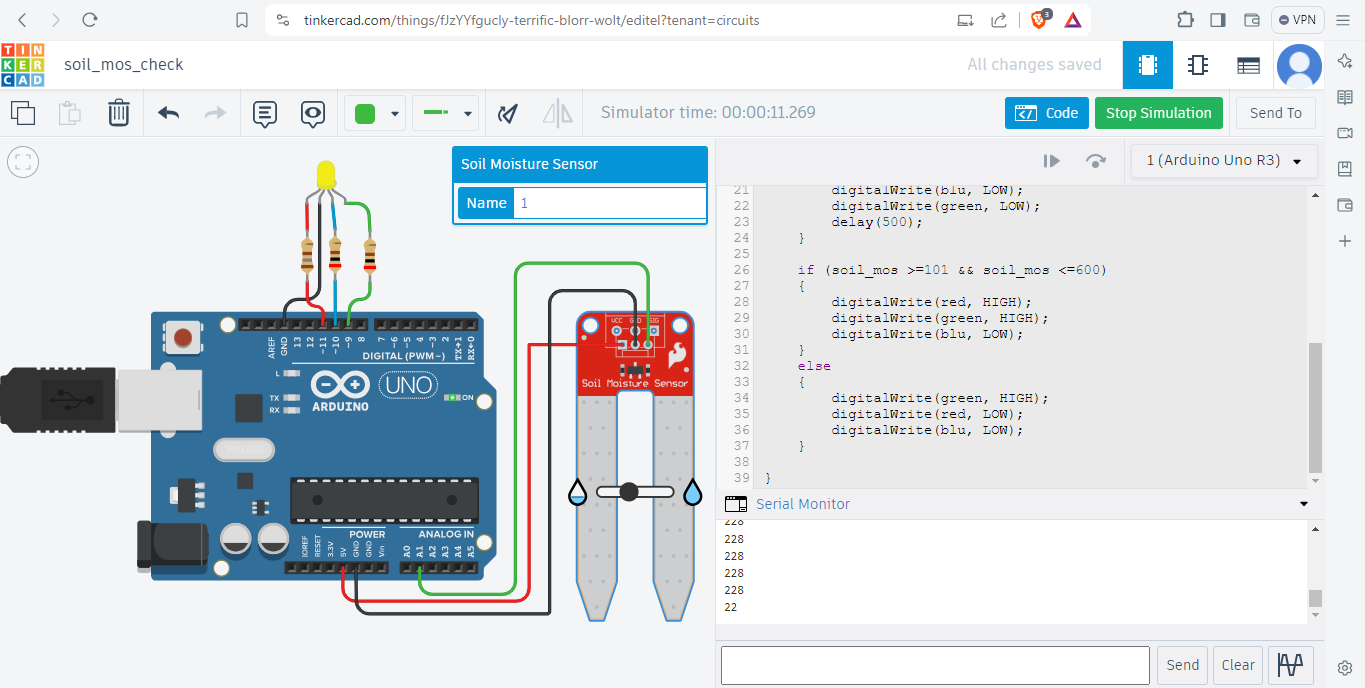 tinkercad.com/things/fJzYYfgucly-terrific-blorr-wolt/editel?tenant=circuits
3
VPN
TIN
KER
CAD
soil_mos_check
All changes saved
Simulator time: 00:00:11.269
Code
Stop Simulation
Send To
Soil Moisture Sensor
Name
1
1 (Arduino Uno R3)
21 digitalWrite(blu, LOW);
22 digitalWrite(green, LOW);
23 delay(500);
24 }
25
26 if (soil_mos >=101 && soil_mos <=600)
27 {
28 digitalWrite(red, HIGH);
29 digitalWrite(green, HIGH);
30 digitalWrite(blu, LOW);
31 }
32 else
33 {
34 digitalWrite(green, HIGH);
35 digitalWrite(red, LOW);
36 digitalWrite(blu, LOW);
37 }
38
39 }
Serial Monitor
228
228
228
228
228
22
Send
Clear
AREF
GND
13
12
~11
~10
~9
8
7
~6
~5
4
~3
2
TX→1
RX←0
DIGITAL (PWM~)
L
TX
RX
UNO
ARDUINO
ON
POWER
ANALOG IN
IOREF
RESET
3.3V
5V
GND
GND
Vin
A0
A1
A2
A3
A4
A5
VCC
GND
SIG
Soil Moisture Sensor